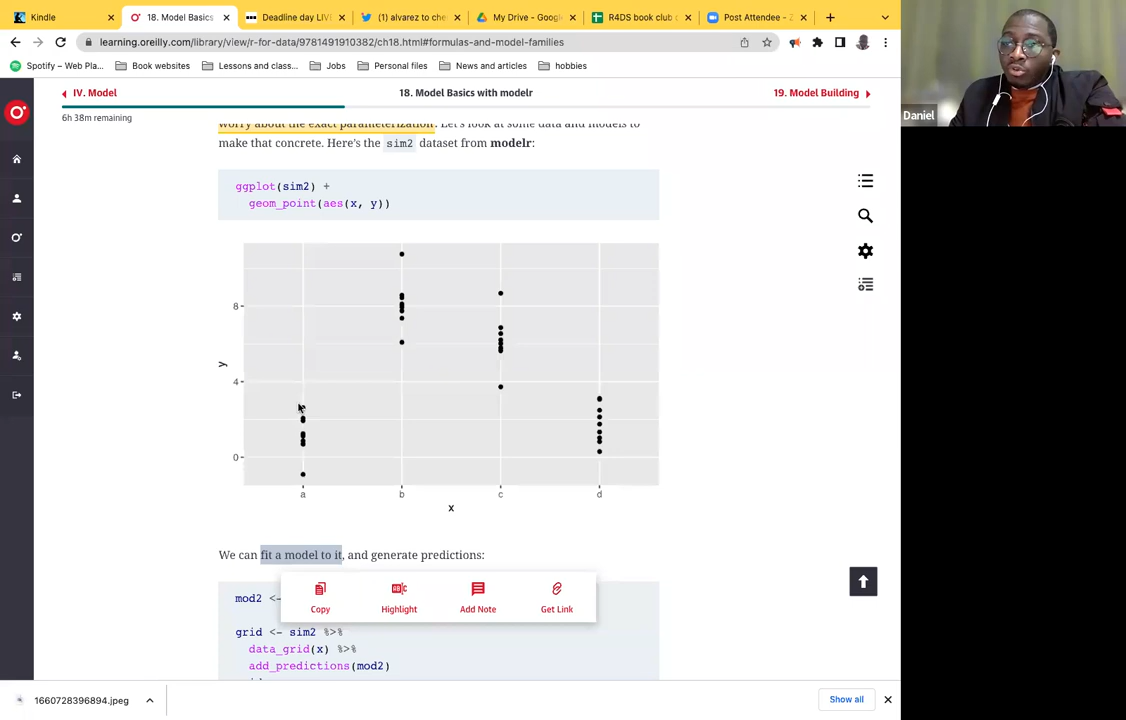 Kindle
18. Model Basics
Deadline day LIV
(1) alvarez to che
My Drive - Google
R4DS book club
Post Attendee - Z
learning.oreilly.com/library/view/r-for-data/9781491910382/ch18.html#formulas-and-model-families
Spotify – Web Pla...
Book websites
Lessons and class...
Jobs
Personal files
News and articles
hobbies
IV. Model
18. Model Basics with modelr
19. Model Building
6h 38m remaining
worry about the exact parameterization. Let's look at some data and models to
make that concrete. Here's the sim2 dataset from modelr:
ggplot(sim2) +
geom_point(aes(x, y))
8
4
0
y
a b c d
x
We can fit a model to it, and generate predictions:
Copy
Highlight
Add Note
Get Link
mod2 <-
grid <- sim2 %>%
data_grid(x) %>%
add_predictions(mod2)
Daniel
1660728396894.jpeg
Show all